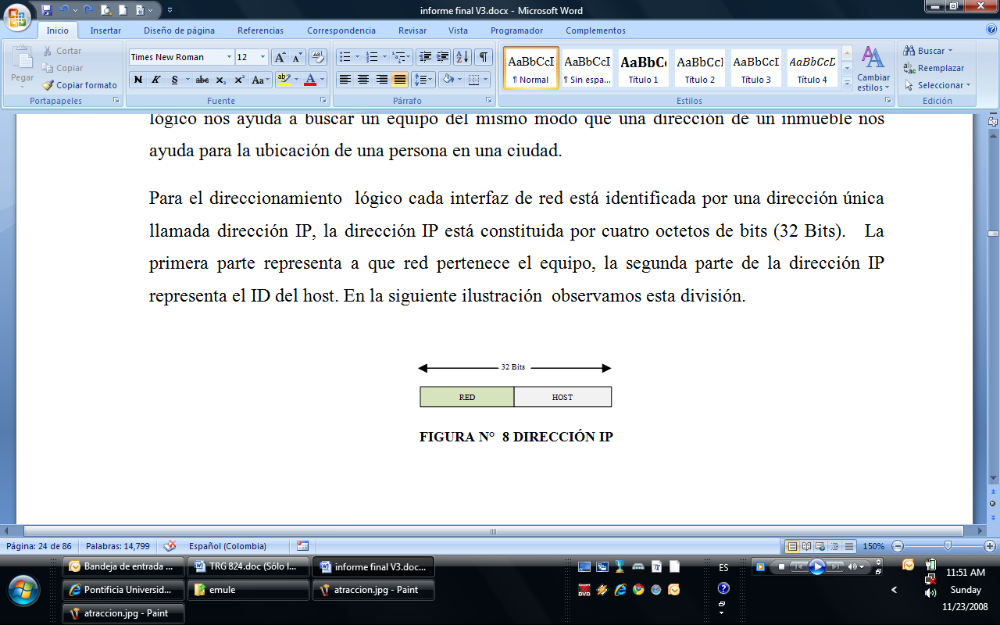 informe final V3.docx - Microsoft Word
Inicio Insertar Diseño de página Referencias Correspondencia Revisar Vista Programador Complementos
Pegar
Cortar
Copiar
Copiar formato
Portapapeles
Times New Roman 12
N K S abc x₂ x² Aa
ab A
Fuente
Párrafo
AaBbCcI AaBbCcI AaBbC AaBbCcI AaBbCcI AaBbCcD
¶ Normal ¶ Sin espa... Título 1 Título 2 Título 3 Título 4
Cambiar
estilos
Estilos
Buscar
Reemplazar
Seleccionar
Edición
lógico nos ayuda a buscar un equipo del mismo modo que una dirección de un inmueble nos
ayuda para la ubicación de una persona en una ciudad.
Para el direccionamiento lógico cada interfaz de red está identificada por una dirección única
llamada dirección IP, la dirección IP está constituida por cuatro octetos de bits (32 Bits). La
primera parte representa a que red pertenece el equipo, la segunda parte de la dirección IP
representa el ID del host. En la siguiente ilustración observamos esta división.
32 Bits
RED HOST
FIGURA N° 8 DIRECCIÓN IP
Página: 24 de 86 Palabras: 14,799 Español (Colombia) 150%
Bandeja de entrada ... TRG 824.doc (Sólo l... informe final V3.doc...
Pontificia Universid... emule atraccion.jpg - Paint
atraccion.jpg - Paint
ES
DVD
11:51 AM
Sunday
11/23/2008